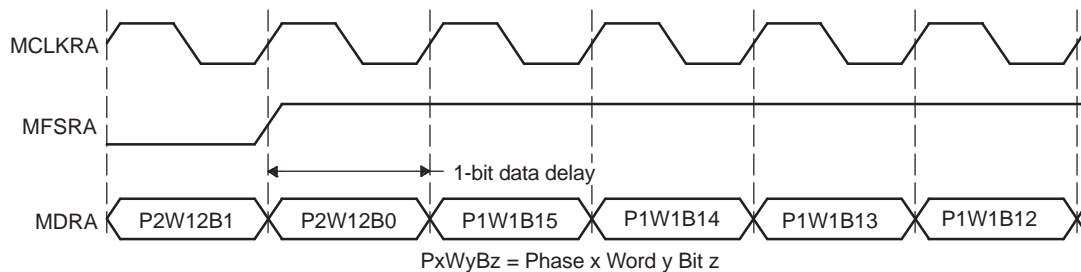 MCLKRA
MFSRA
1-bit data delay
MDRA P2W12B1 P2W12B0 P1W1B15 P1W1B14 P1W1B13 P1W1B12
PxWyBz = Phase x Word y Bit z